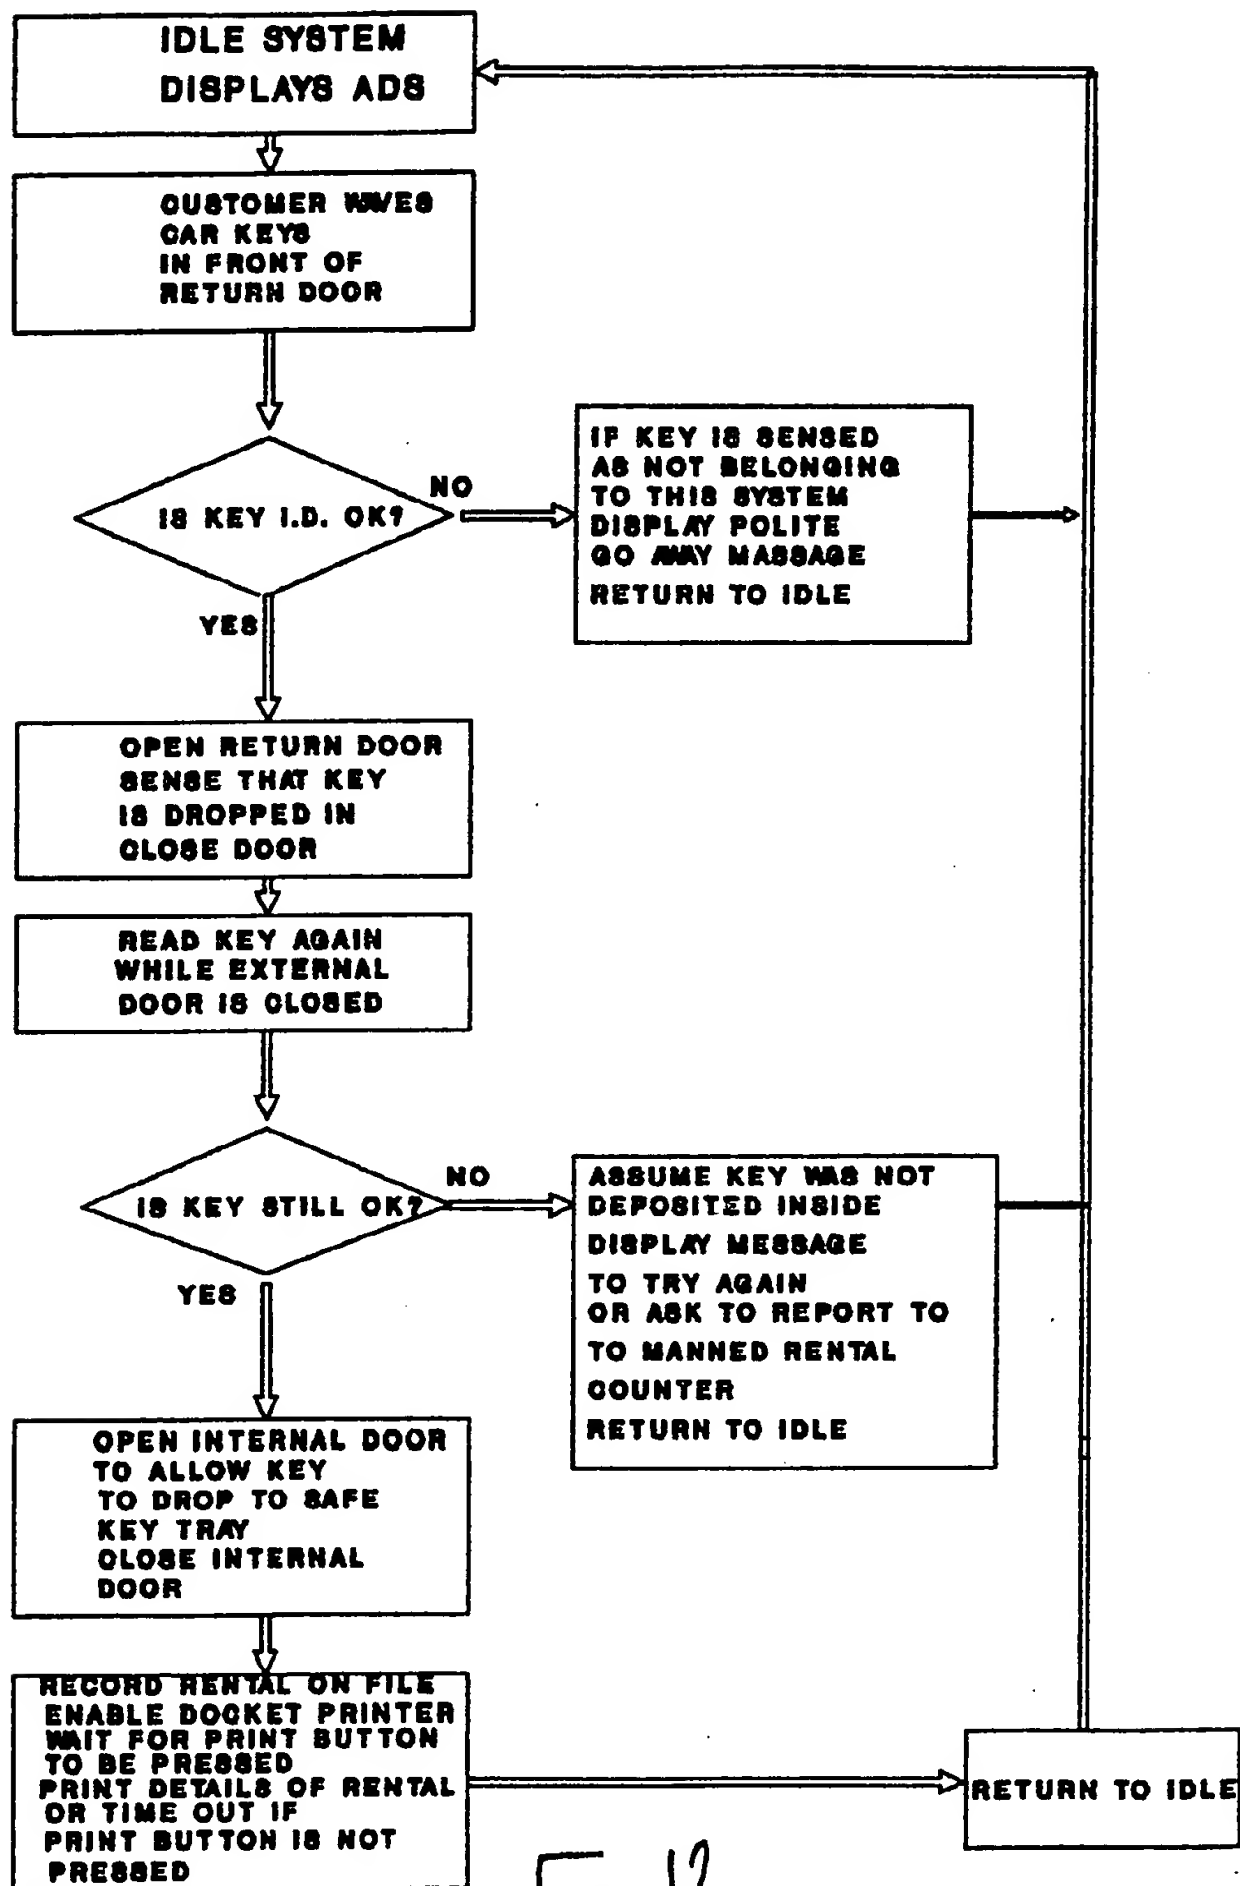 IDLE SYSTEM
DISPLAYS ADS
CUSTOMER WAVES
CAR KEYS
IN FRONT OF
RETURN DOOR
IS KEY I.D. OK?
NO
IF KEY IS SENSED
AS NOT BELONGING
TO THIS SYSTEM
DISPLAY POLITE
GO AWAY MASSAGE
RETURN TO IDLE
YES
OPEN RETURN DOOR
SENSE THAT KEY
IS DROPPED IN
CLOSE DOOR
READ KEY AGAIN
WHILE EXTERNAL
DOOR IS CLOSED
IS KEY STILL OK?
NO
ASSUME KEY WAS NOT
DEPOSITED INSIDE
DISPLAY MESSAGE
TO TRY AGAIN
OR ASK TO REPORT TO
TO MANNED RENTAL
COUNTER
RETURN TO IDLE
YES
OPEN INTERNAL DOOR
TO ALLOW KEY
TO DROP TO SAFE
KEY TRAY
CLOSE INTERNAL
DOOR
RECORD RENTAL ON FILE
ENABLE DOCKET PRINTER
WAIT FOR PRINT BUTTON
TO BE PRESSED
PRINT DETAILS OF RENTAL
OR TIME OUT IF
PRINT BUTTON IS NOT
PRESSED
RETURN TO IDLE